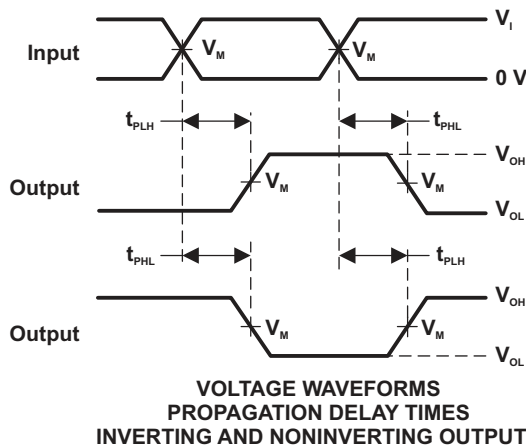 V_I
Input
V_M
V_M
0 V
t_PLH
t_PHL
V_OH
Output
V_M
V_M
V_OL
t_PHL
t_PLH
V_OH
Output
V_M
V_M
V_OL
VOLTAGE WAVEFORMS
PROPAGATION DELAY TIMES
INVERTING AND NONINVERTING OUTPUT